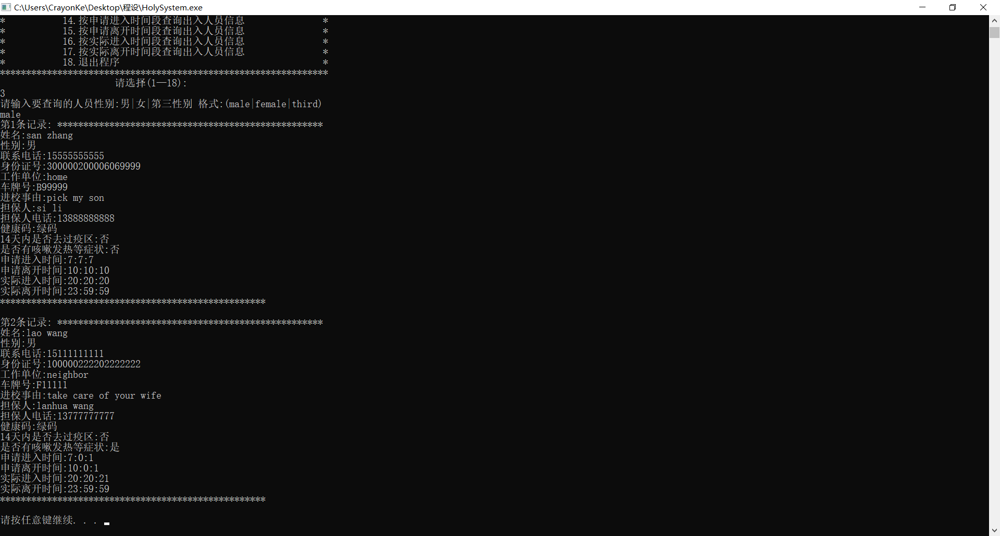 C:\Users\CrayonKe\Desktop\程设\HolySystem.exe
* 14.按申请进入时间段查询出入人员信息 *
* 15.按申请离开时间段查询出入人员信息 *
* 16.按实际进入时间段查询出入人员信息 *
* 17.按实际离开时间段查询出入人员信息 *
* 18.退出程序 *
***************************************************************
请选择(1—18):
3
请输入要查询的人员性别:男|女|第三性别 格式:(male|female|third)
male
第1条记录: ***************************************************
姓名:san zhang
性别:男
联系电话:15555555555
身份证号:300000200006069999
工作单位:home
车牌号:B99999
进校事由:pick my son
担保人:si li
担保人电话:13888888888
健康码:绿码
14天内是否去过疫区:否
是否有咳嗽发热等症状:否
申请进入时间:7:7:7
申请离开时间:10:10:10
实际进入时间:20:20:20
实际离开时间:23:59:59
***************************************************
第2条记录: ***************************************************
姓名:lao wang
性别:男
联系电话:15111111111
身份证号:100000222202222222
工作单位:neighbor
车牌号:F11111
进校事由:take care of your wife
担保人:lanhua wang
担保人电话:13777777777
健康码:绿码
14天内是否去过疫区:否
是否有咳嗽发热等症状:是
申请进入时间:7:0:1
申请离开时间:10:0:1
实际进入时间:20:20:21
实际离开时间:23:59:59
***************************************************
请按任意键继续. . .